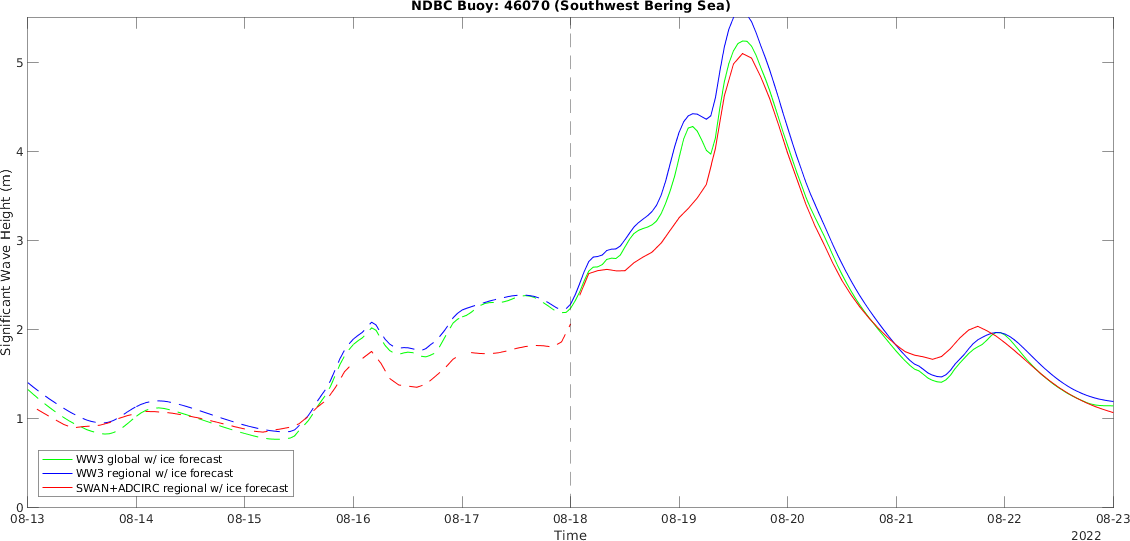 NDBC Buoy: 46070 (Southwest Bering Sea)
Significant Wave Height (m)
5
4
3
2
1
0
WW3 global w/ ice forecast
WW3 regional w/ ice forecast
SWAN+ADCIRC regional w/ ice forecast
08-13 08-14 08-15 08-16 08-17 08-18 08-19 08-20 08-21 08-22 08-23
Time
2022